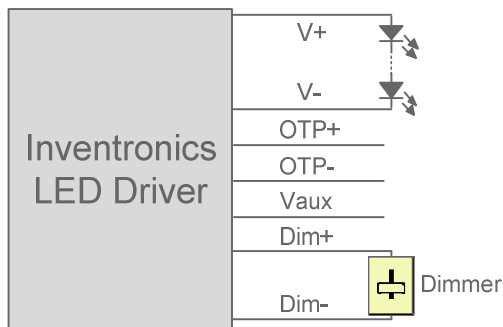 Inventronics
LED Driver
V+
V-
OTP+
OTP-
Vaux
Dim+
Dim-
Dimmer